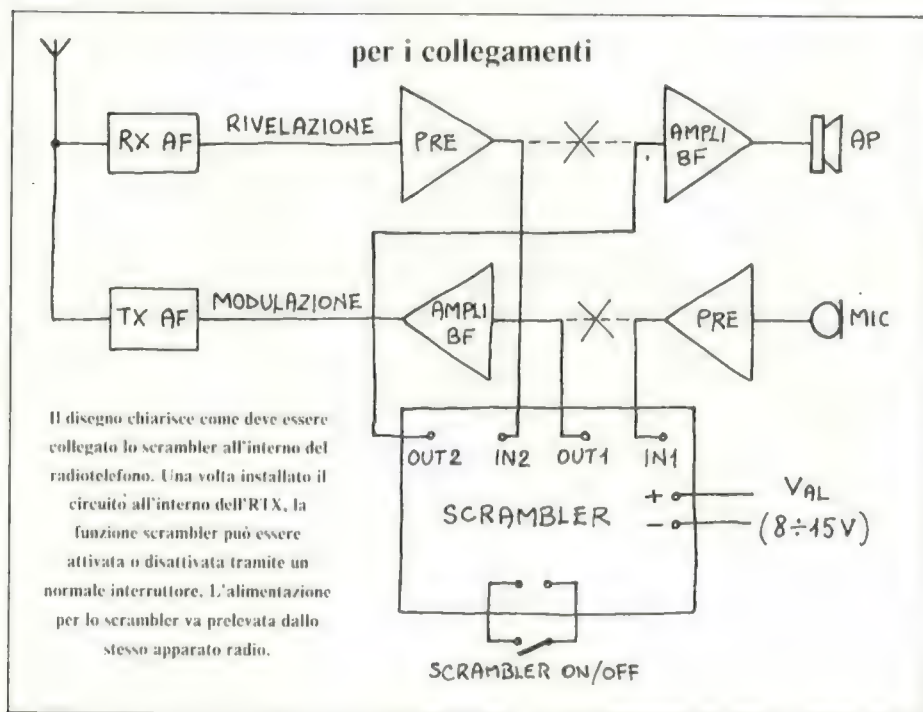 per i collegamenti
RX AF
RIVELAZIONE
PRE
AMPLI
BF
AP
TX AF
MODULAZIONE
AMPLI
BF
PRE
MIC
Il disegno chiarisce come deve essere
collegato lo scrambler all'interno del
radiotelefono. Una volta installato il
circuito all'interno dell'RTX, la
funzione scrambler può essere
attivata o disattivata tramite un
normale interruttore. L'alimentazione
per lo scrambler va prelevata dallo
stesso apparato radio.
OUT2
IN2
OUT1
IN1
SCRAMBLER
+
-
VAL
(8÷15V)
SCRAMBLER ON/OFF